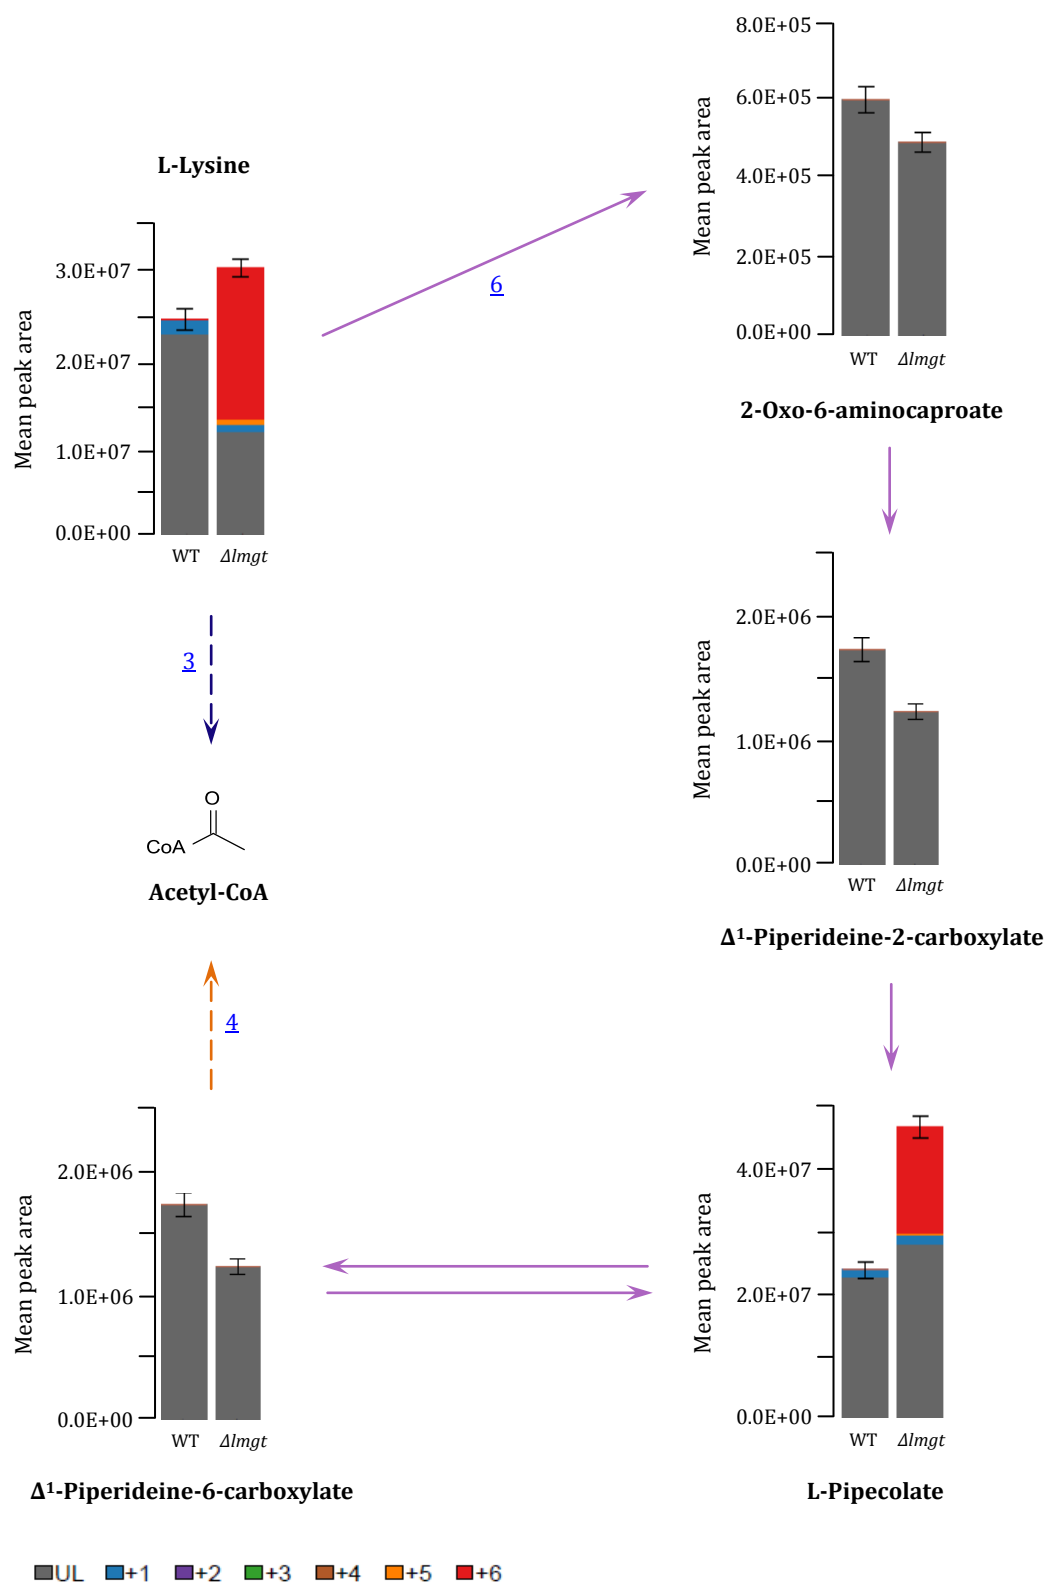 L-Lysine
Mean peak area
3.0E+07
2.0E+07
1.0E+07
0.0E+00
WT Δlmgt
6
Mean peak area
8.0E+05
6.0E+05
4.0E+05
2.0E+05
0.0E+00
WT Δlmgt
2-Oxo-6-aminocaproate
3
O
CoA
Acetyl-CoA
Mean peak area
2.0E+06
1.0E+06
0.0E+00
WT Δlmgt
Δ¹-Piperideine-2-carboxylate
4
Mean peak area
2.0E+06
1.0E+06
0.0E+00
WT Δlmgt
Δ¹-Piperideine-6-carboxylate
Mean peak area
4.0E+07
2.0E+07
0.0E+00
WT Δlmgt
L-Pipecolate
UL +1 +2 +3 +4 +5 +6